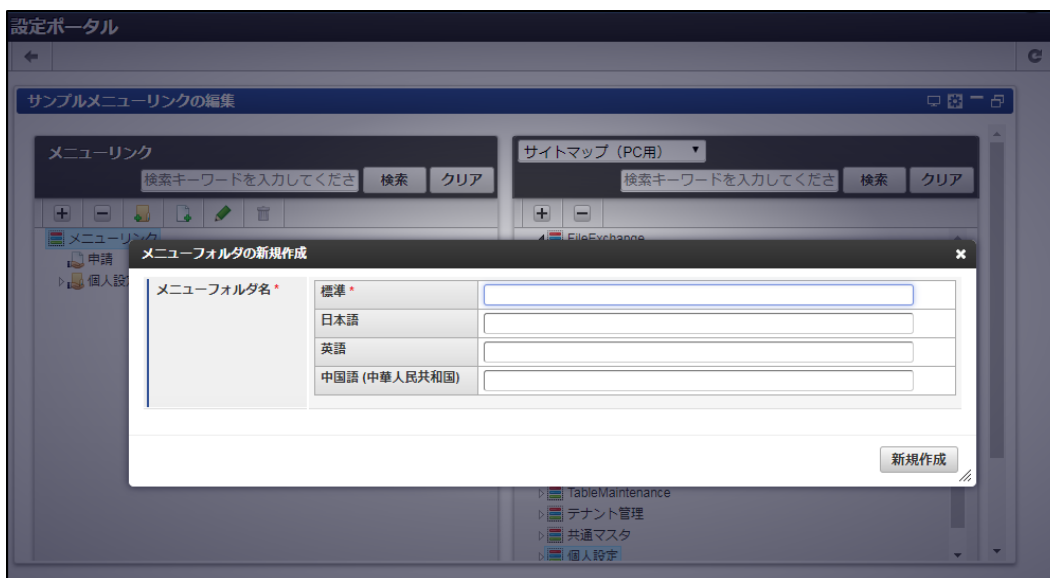 設定ポータル
サンプルメニューリンクの編集
メニューリンク
検索キーワードを入力してくださ 検索 クリア
サイトマップ（PC用）
検索キーワードを入力してくださ 検索 クリア
メニューリンク
申請
個人設
FileExchange
メニューフォルダの新規作成
メニューフォルダ名 *
標準 *
日本語
英語
中国語 (中華人民共和国)
新規作成
TableMaintenance
テナント管理
共通マスタ
個人設定